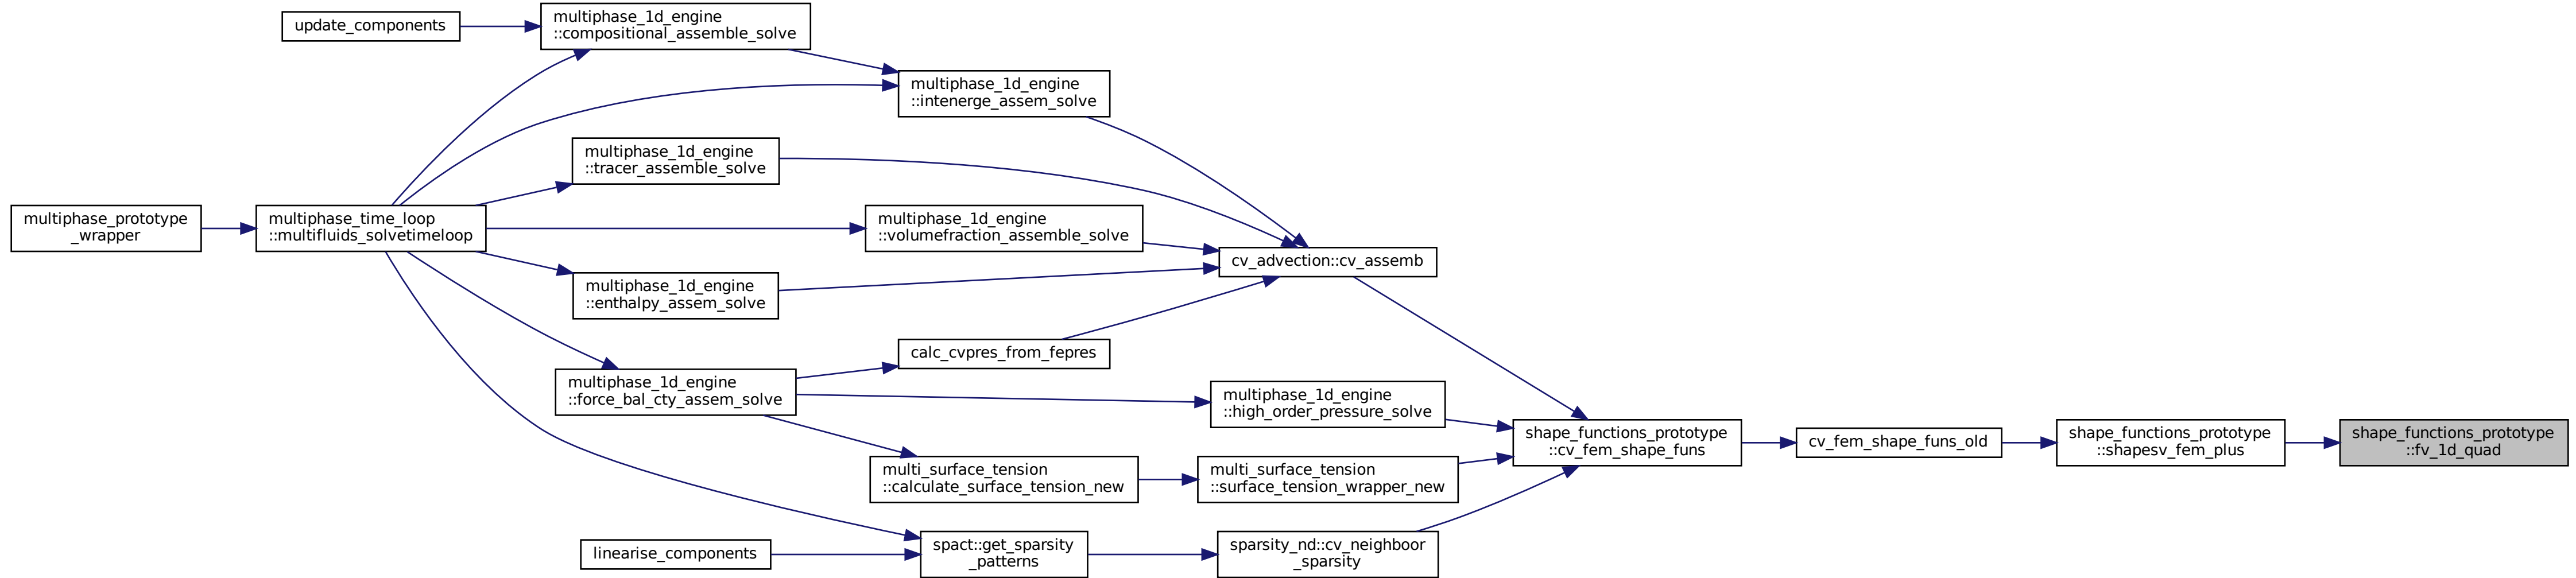 update_components
multiphase_1d_engine
::compositional_assemble_solve
multiphase_1d_engine
::intenerge_assem_solve
multiphase_1d_engine
::tracer_assemble_solve
multiphase_prototype
_wrapper
multiphase_time_loop
::multifluids_solvetimeloop
multiphase_1d_engine
::volumefraction_assemble_solve
cv_advection::cv_assemb
multiphase_1d_engine
::enthalpy_assem_solve
calc_cvpres_from_fepres
multiphase_1d_engine
::force_bal_cty_assem_solve
multiphase_1d_engine
::high_order_pressure_solve
shape_functions_prototype
::cv_fem_shape_funs
cv_fem_shape_funs_old
shape_functions_prototype
::shapesv_fem_plus
shape_functions_prototype
::fv_1d_quad
multi_surface_tension
::calculate_surface_tension_new
multi_surface_tension
::surface_tension_wrapper_new
linearise_components
spact::get_sparsity
_patterns
sparsity_nd::cv_neighboor
_sparsity